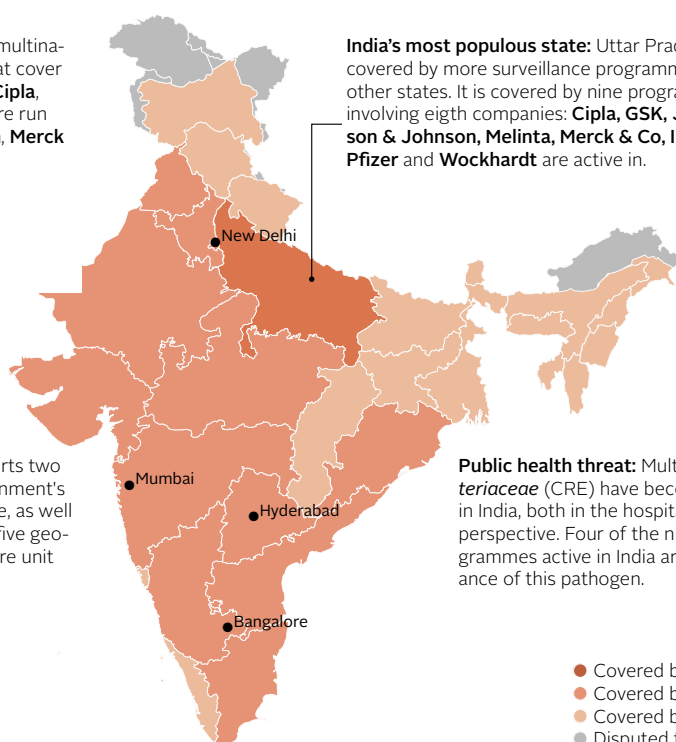 multina-
at cover
Cipla,
re run
, Merck
India's most populous state: Uttar Prad
covered by more surveillance programm
other states. It is covered by nine progra
involving eigth companies: Cipla, GSK, J
son & Johnson, Melinta, Merck & Co, I
Pfizer and Wockhardt are active in.
New Delhi
Mumbai
Hyderabad
Bangalore
rts two
nment's
e, as well
five geo-
re unit
Public health threat: Mult
teriaceae (CRE) have beco
in India, both in the hospita
perspective. Four of the n
grammes active in India ar
ance of this pathogen.
Covered b
Covered b
Covered b
Disputed t